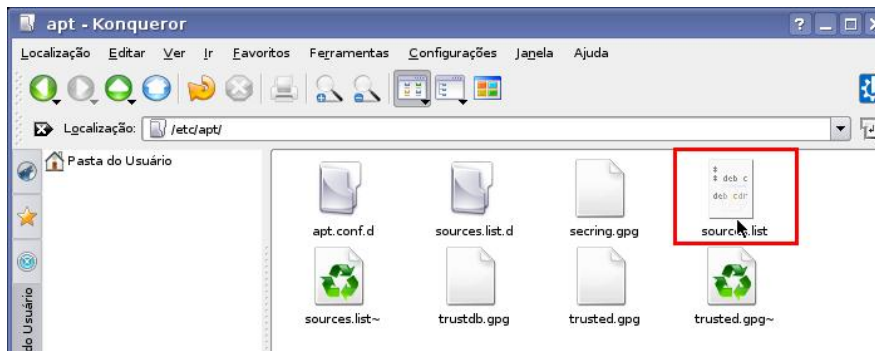 apt - Konqueror
Localização Editar Ver Ir Favoritos Ferramentas Configurações Janela Ajuda
Localização: /etc/apt/
Pasta do Usuário
#
# deb c
deb cdr
apt.conf.d sources.list.d secring.gpg sources.list
sources.list~ trustdb.gpg trusted.gpg trusted.gpg~
do Usuário